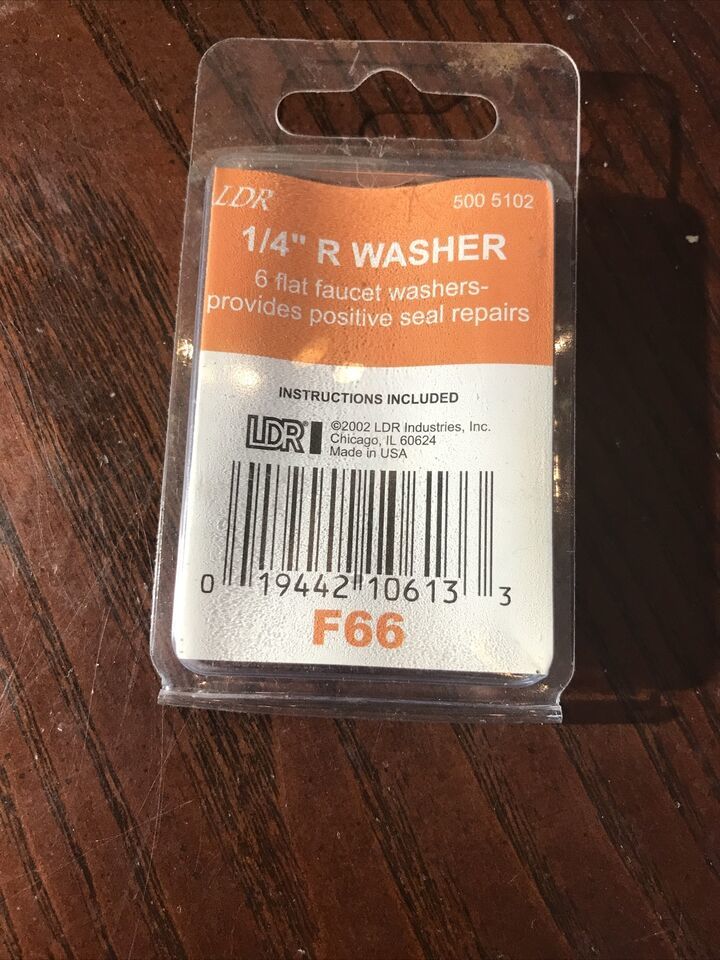 LDR 500 5102
1/4" R WASHER
6 flat faucet washers-
provides positive seal repairs
INSTRUCTIONS INCLUDED
LDR® ©2002 LDR Industries, Inc.
Chicago, IL 60624
Made in USA
0 19442 10613 3
F66